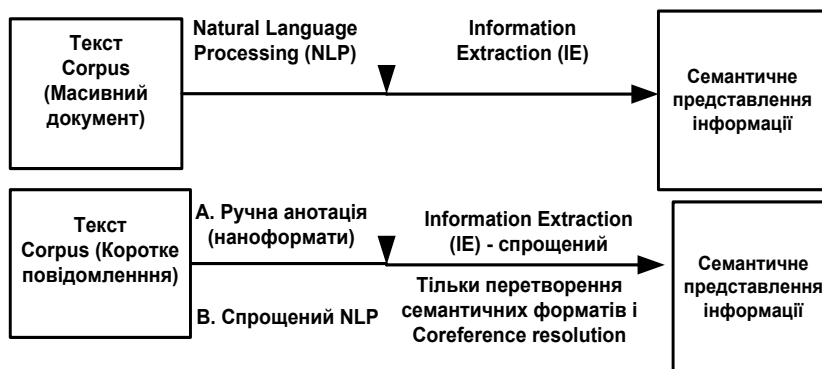 Текст
Corpus
(Масивний
документ)
Natural Language
Processing (NLP)
Information
Extraction (IE)
Семантичне
представлення
інформації
Текст
Corpus (Коротке
повідомленння)
А. Ручна анотація
(наноформати)
В. Спрощений NLP
Information Extraction
(IE) - спрощений
Тільки перетворення
семантичних форматів і
Coreference resolution
Семантичне
представлення
інформації